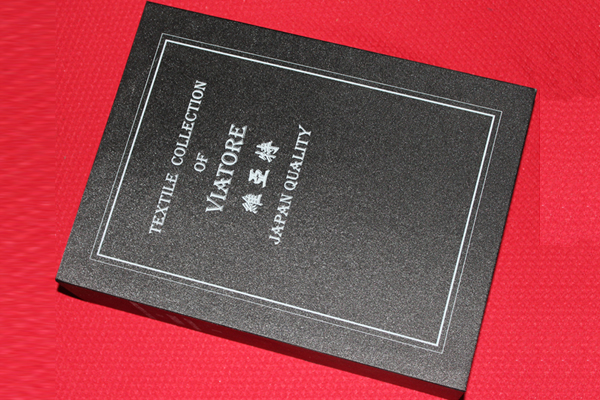 TEXTILE COLLECTION
OF
VIATORE
維亞特
JAPAN QUALITY